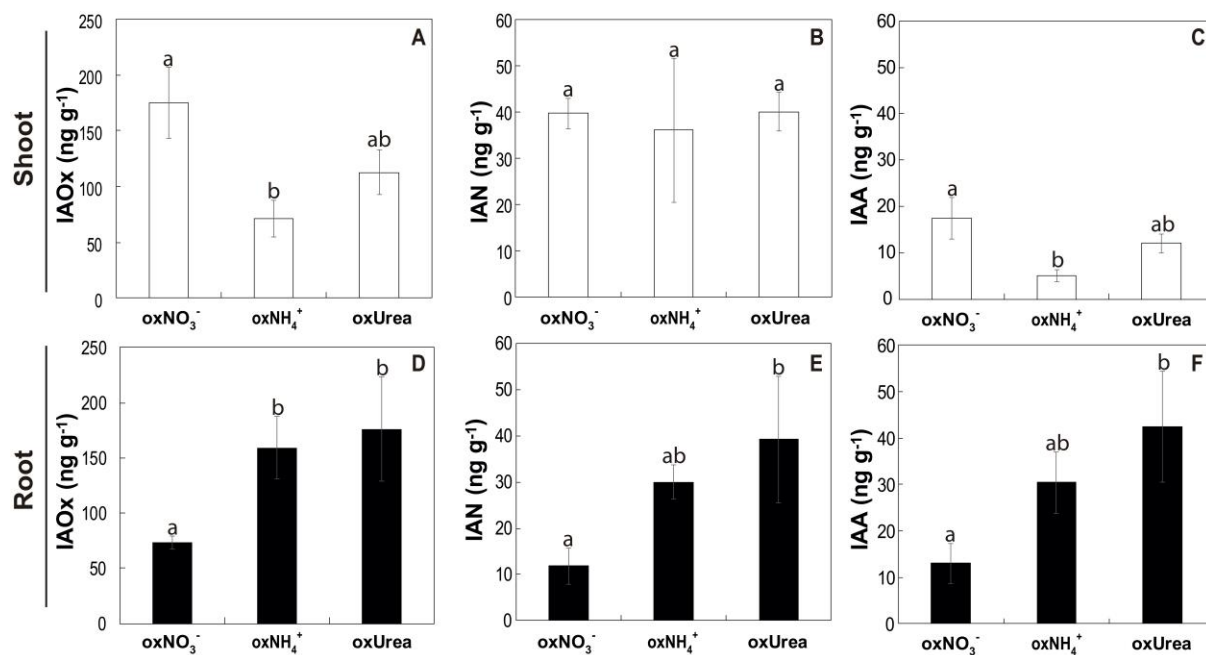 Shoot
A
IAOx (ng g⁻¹)
250
200
150
100
50
0
a
b
ab
oxNO₃⁻
oxNH₄⁺
oxUrea
B
IAN (ng g⁻¹)
60
50
40
30
20
10
0
a
a
a
oxNO₃⁻
oxNH₄⁺
oxUrea
C
IAA (ng g⁻¹)
60
50
40
30
20
10
0
a
b
ab
oxNO₃⁻
oxNH₄⁺
oxUrea
Root
D
IAOx (ng g⁻¹)
250
200
150
100
50
0
a
b
b
oxNO₃⁻
oxNH₄⁺
oxUrea
E
IAN (ng g⁻¹)
60
50
40
30
20
10
0
a
ab
b
oxNO₃⁻
oxNH₄⁺
oxUrea
F
IAA (ng g⁻¹)
60
50
40
30
20
10
0
a
ab
b
oxNO₃⁻
oxNH₄⁺
oxUrea